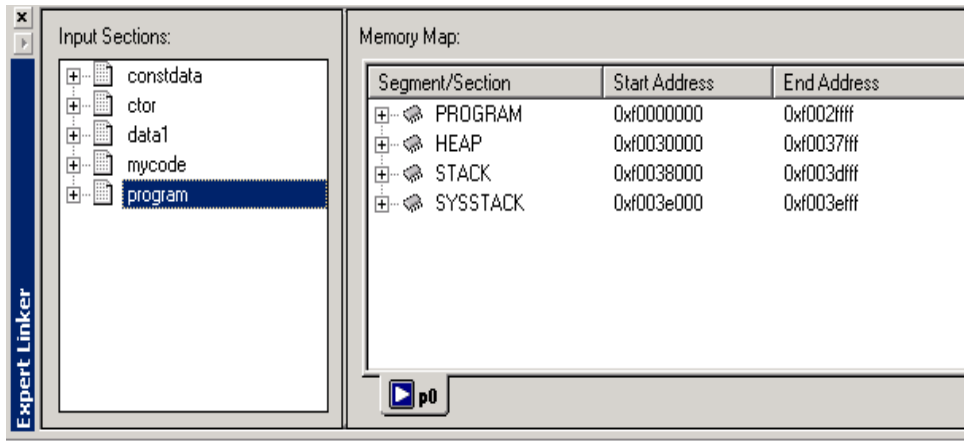 Input Sections:
constdata
ctor
data1
mycode
program
Memory Map:
Segment/Section Start Address End Address
PROGRAM 0xf0000000 0xf002ffff
HEAP 0xf0030000 0xf0037fff
STACK 0xf0038000 0xf003dfff
SYSSTACK 0xf003e000 0xf003efff
p0
Expert Linker